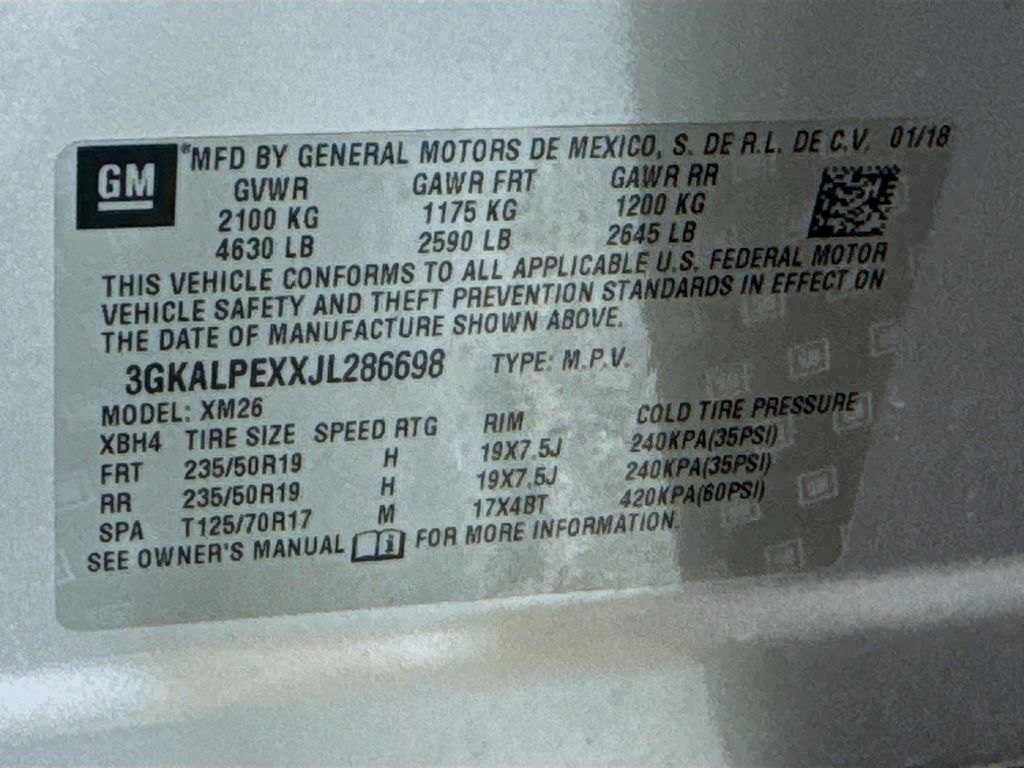 GM
*MFD BY GENERAL MOTORS DE MEXICO, S. DE R.L. DE C.V. 01/18
GVWR GAWR FRT GAWR RR
2100 KG 1175 KG 1200 KG
4630 LB 2590 LB 2645 LB
THIS VEHICLE CONFORMS TO ALL APPLICABLE U.S. FEDERAL MOTOR
VEHICLE SAFETY AND THEFT PREVENTION STANDARDS IN EFFECT ON
THE DATE OF MANUFACTURE SHOWN ABOVE.
3GKALPEXXJL286698 TYPE: M.P.V.
MODEL: XM26
XBH4 TIRE SIZE SPEED RTG RIM COLD TIRE PRESSURE
FRT 235/50R19 H 19X7.5J 240KPA(35PSI)
RR 235/50R19 H 19X7.5J 240KPA(35PSI)
SPA T125/70R17 M 17X4BT 420KPA(60PSI)
SEE OWNER'S MANUAL i FOR MORE INFORMATION.